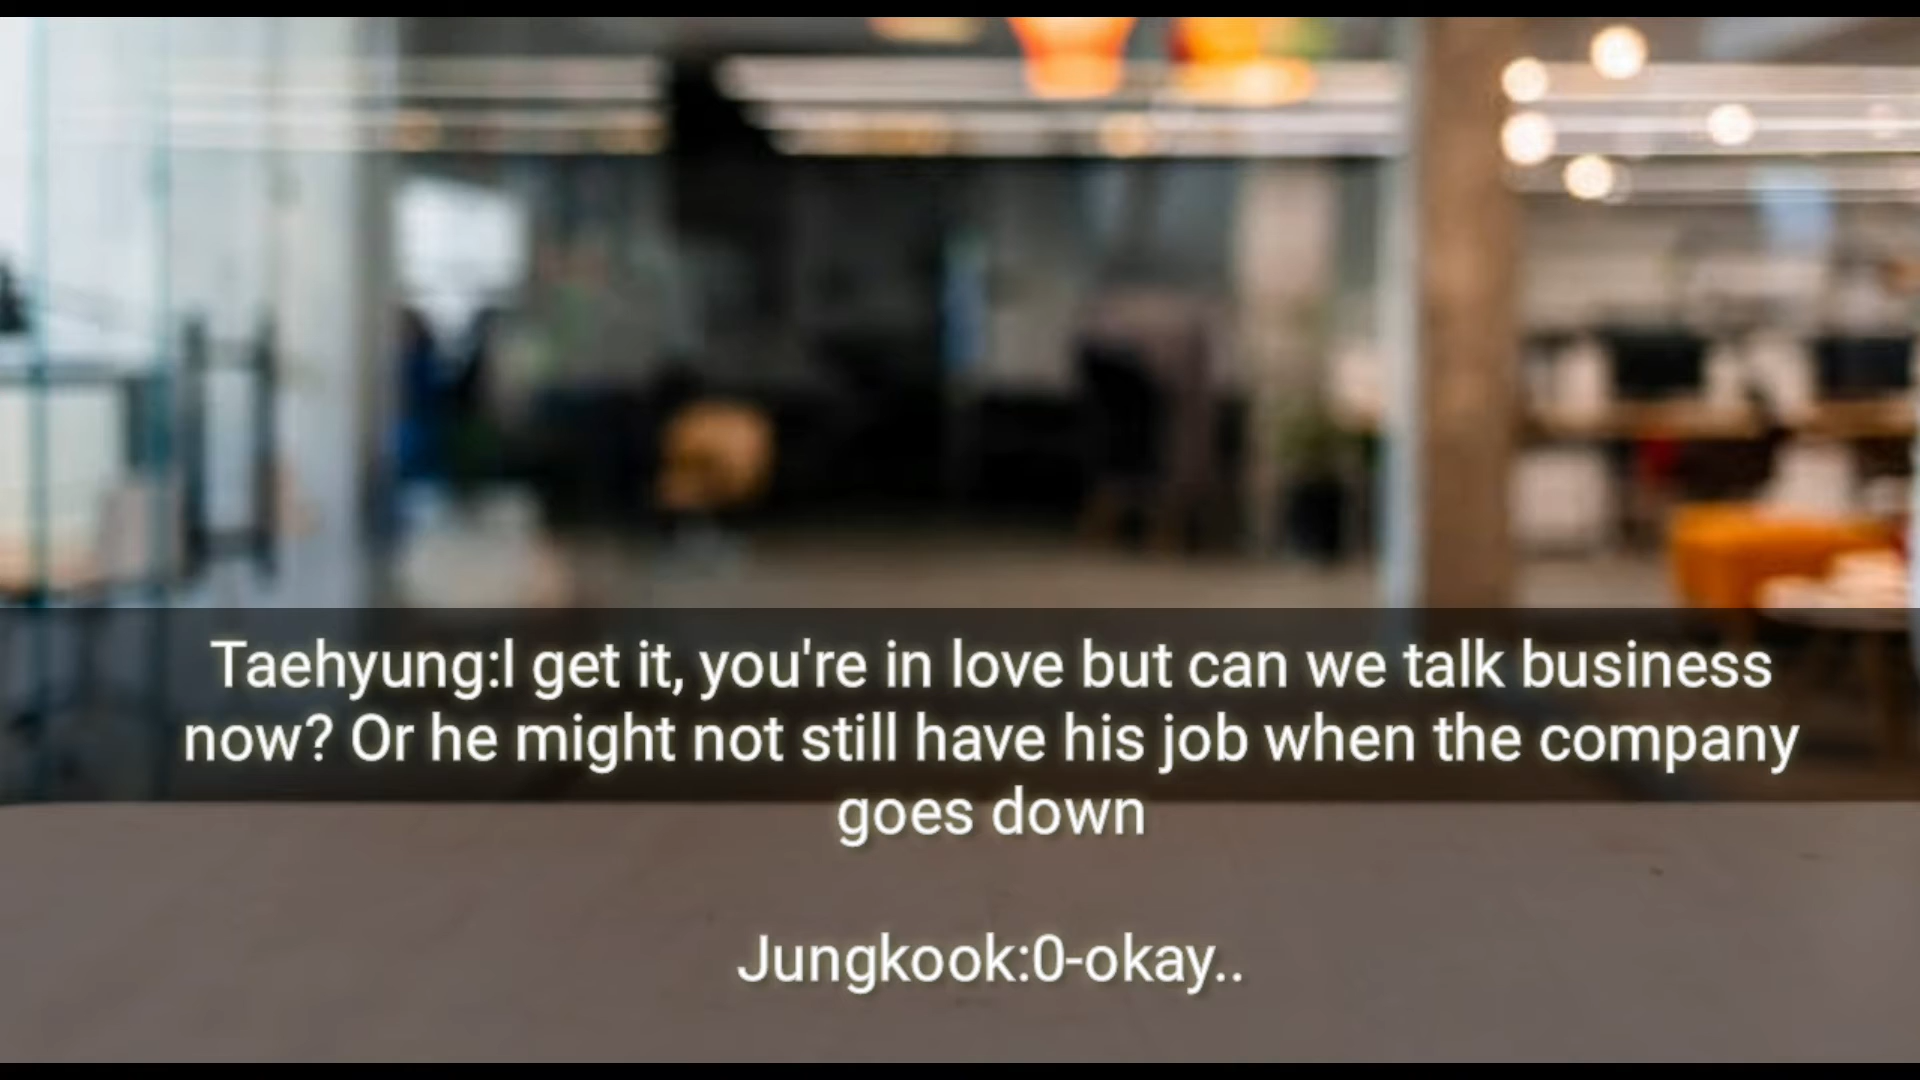 Taehyung:I get it, you're in love but can we talk business
now? Or he might not still have his job when the company
goes down
Jungkook:0-okay..